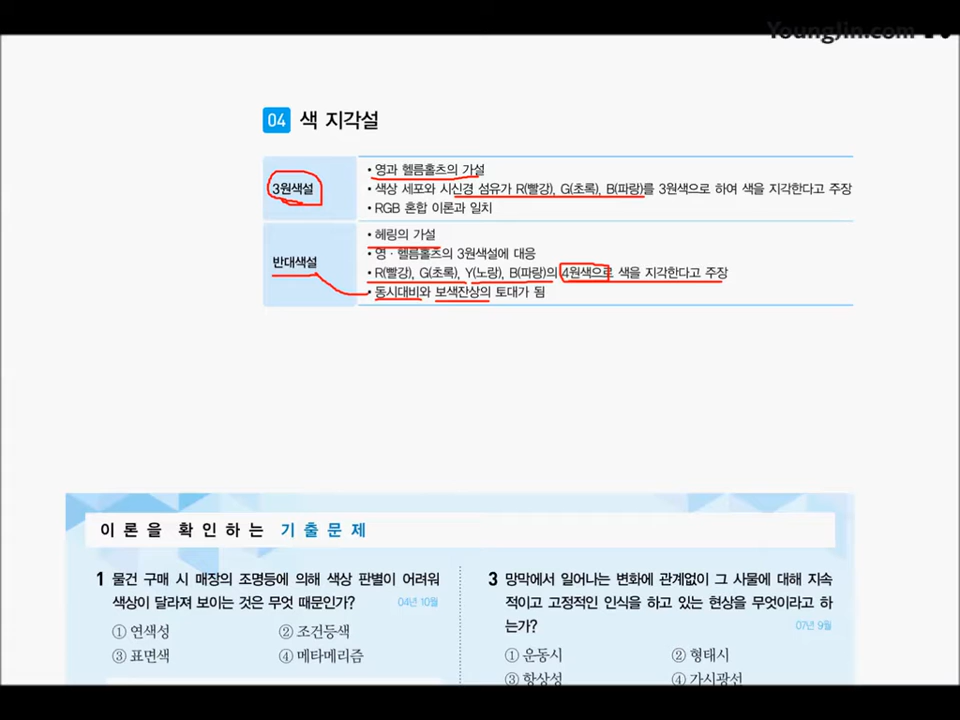 YoungJin.com
04 색 지각설
3원색설
• 영과 헬름홀츠의 가설
• 색상 세포와 시신경 섬유가 R(빨강), G(초록), B(파랑)를 3원색으로 하여 색을 지각한다고 주장
• RGB 혼합 이론과 일치
반대색설
• 헤링의 가설
• 영·헬름홀츠의 3원색설에 대응
• R(빨강), G(초록), Y(노랑), B(파랑)의 4원색으로 색을 지각한다고 주장
• 동시대비와 보색잔상의 토대가 됨
이론을 확인하는 기출문제
1 물건 구매 시 매장의 조명등에 의해 색상 판별이 어려워
색상이 달라져 보이는 것은 무엇 때문인가? 04년 10월
① 연색성 ② 조건등색
③ 표면색 ④ 메타메리즘
3 망막에서 일어나는 변화에 관계없이 그 사물에 대해 지속
적이고 고정적인 인식을 하고 있는 현상을 무엇이라고 하
는가? 07년 9월
① 운동시 ② 형태시
③ 항상성 ④ 가시광선